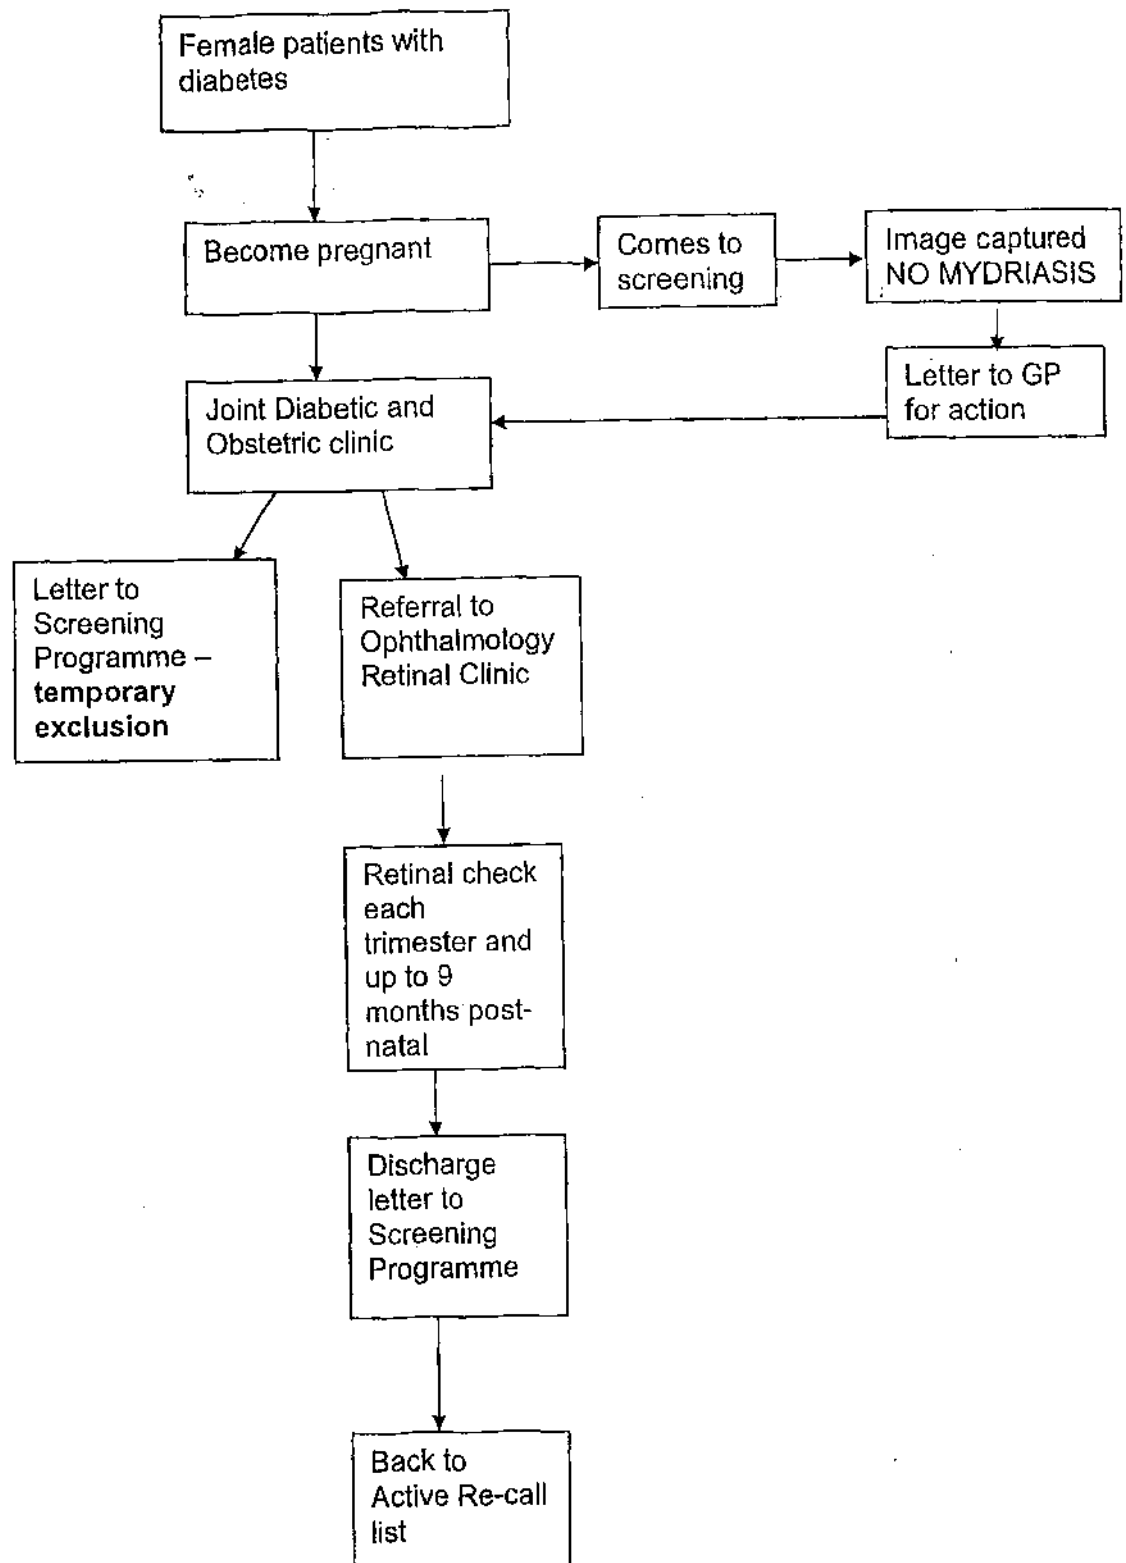 Female patients with
diabetes
Become pregnant
Comes to
screening
Image captured
NO MYDRIASIS
Letter to GP
for action
Joint Diabetic and
Obstetric clinic
Letter to
Screening
Programme –
temporary
exclusion
Referral to
Ophthalmology
Retinal Clinic
Retinal check
each
trimester and
up to 9
months post-
natal
Discharge
letter to
Screening
Programme
Back to
Active Re-call
list